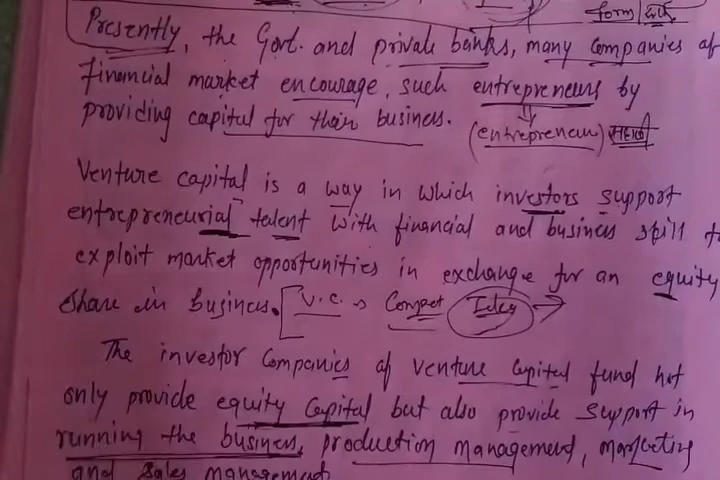 form
Presently, the Govt. and private banks, many companies of
financial market encourage, such entrepreneurs by
providing capital for their business.
(entrepreneur)
Venture capital is a way in which investors support
entrepreneurial talent with financial and business skill to
exploit market opportunities in exchange for an equity
share in business. [V.C. → Idea →
The investor Companies of venture Capital fund not
only provide equity Capital but also provide support in
running the business, production management, marketing
and sales management